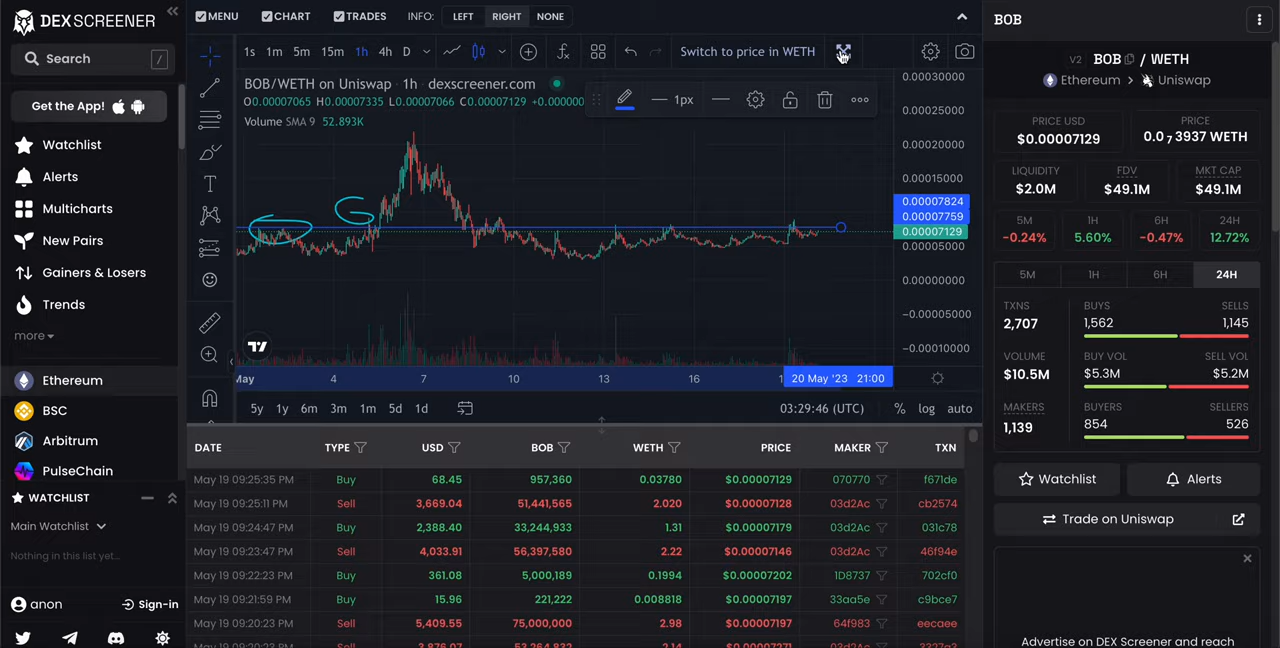 DEX SCREENER
Search /
Get the App!
Watchlist
Alerts
Multicharts
New Pairs
Gainers & Losers
Trends
more
Ethereum
BSC
Arbitrum
PulseChain
WATCHLIST
Main Watchlist
Nothing in this list yet...
anon Sign-in
MENU CHART TRADES INFO: LEFT RIGHT NONE
1s 1m 5m 15m 1h 4h D Switch to price in WETH
BOB/WETH on Uniswap · 1h · dexscreener.com
O0.00007065 H0.00007335 L0.00007066 C0.00007129 +0.000000
Volume SMA 9 52.893K
1px
0.00030000
0.00025000
0.00020000
0.00015000
0.00007824
0.00007759
0.00007129
0.00005000
0.00000000
−0.00005000
−0.00010000
May 4 7 10 13 16 20 May '23 21:00
5y 1y 6m 3m 1m 5d 1d 03:29:46 (UTC) % log auto
DATE TYPE USD BOB WETH PRICE MAKER TXN
May 19 09:25:35 PM Buy 68.45 957,360 0.03780 $0.00007129 070770 f671de
May 19 09:25:11 PM Sell 3,669.04 51,441,565 2.020 $0.00007128 03d2Ac cb2574
May 19 09:24:47 PM Buy 2,388.40 33,244,933 1.31 $0.00007179 03d2Ac 031c78
May 19 09:23:47 PM Sell 4,033.91 56,397,580 2.22 $0.00007146 03d2Ac 46f94e
May 19 09:22:23 PM Buy 361.08 5,000,189 0.1994 $0.00007202 1D8737 702cf0
May 19 09:21:59 PM Buy 15.96 221,222 0.008818 $0.00007197 33aa5e c9bce7
May 19 09:20:23 PM Sell 5,409.55 75,000,000 2.98 $0.00007197 64f983 eecaee
BOB
V2 BOB / WETH
Ethereum > Uniswap
PRICE USD PRICE
$0.00007129 0.0₇3937 WETH
LIQUIDITY FDV MKT CAP
$2.0M $49.1M $49.1M
5M 1H 6H 24H
-0.24% 5.60% -0.47% 12.72%
5M 1H 6H 24H
TXNS BUYS SELLS
2,707 1,562 1,145
VOLUME BUY VOL SELL VOL
$10.5M $5.3M $5.2M
MAKERS BUYERS SELLERS
1,139 854 526
Watchlist Alerts
Trade on Uniswap
Advertise on DEX Screener and reach